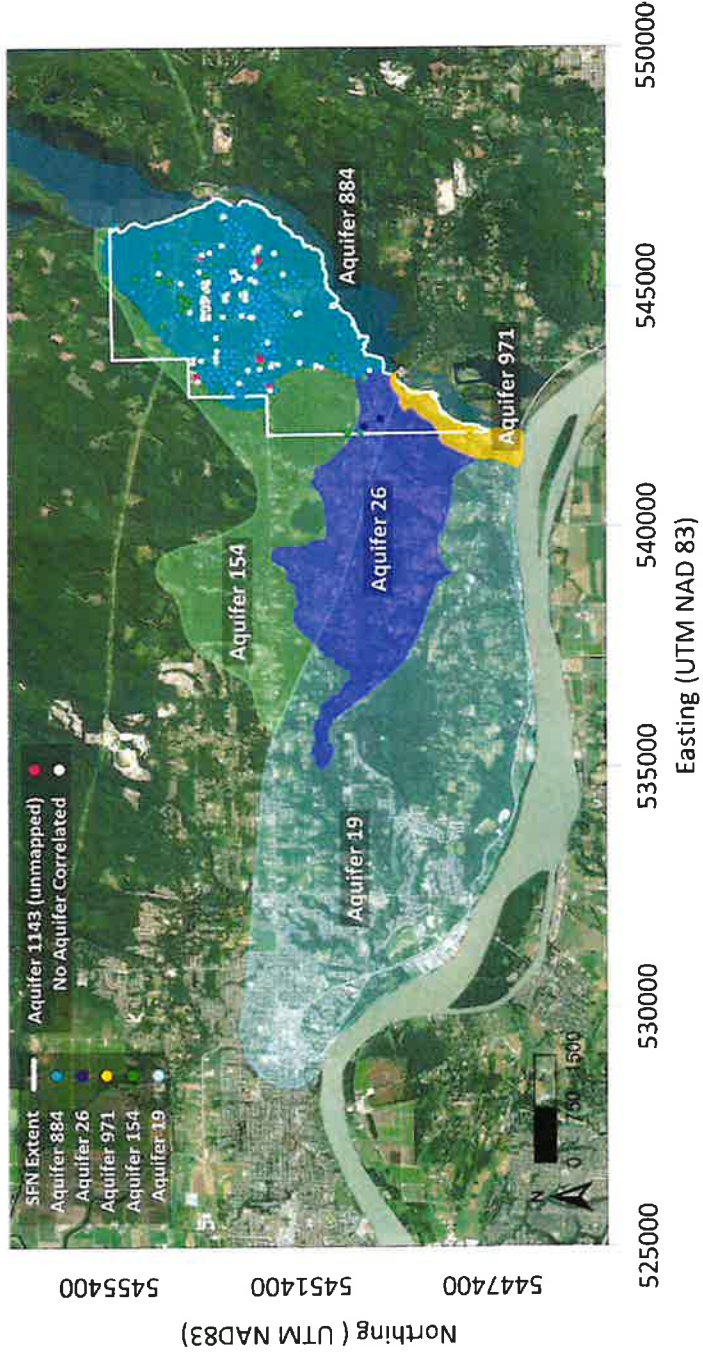 SFN Extent
Aquifer 884
Aquifer 26
Aquifer 971
Aquifer 154
Aquifer 19
Aquifer 1143 (unmapped)
No Aquifer Correlated
Aquifer 154
Aquifer 884
Aquifer 26
Aquifer 19
Aquifer 971
N
0 750 1500
5455400
5451400
5447400
Northing ( UTM NAD83)
525000 530000 535000 540000 545000 550000
Easting (UTM NAD 83)